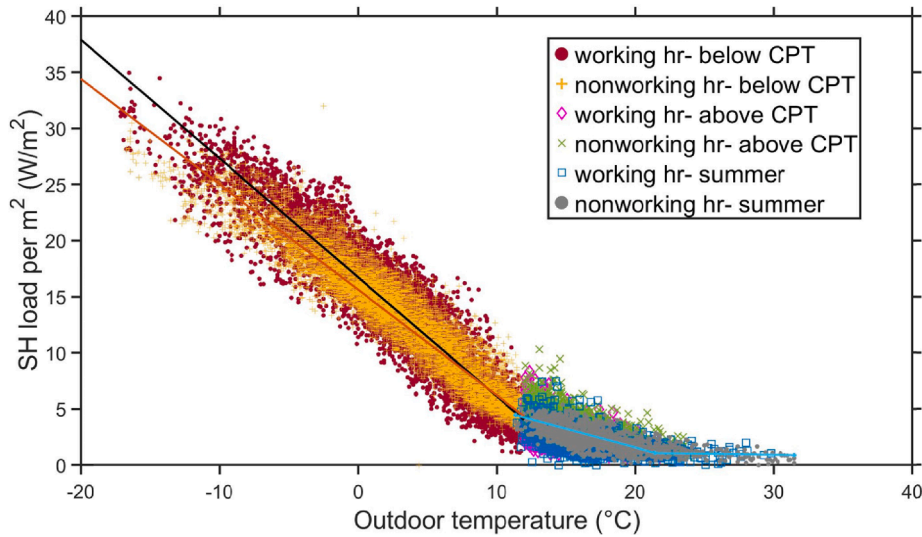 SH load per m² (W/m²)
40
35
30
25
20
15
10
5
0
working hr- below CPT
nonworking hr- below CPT
working hr- above CPT
nonworking hr- above CPT
working hr- summer
nonworking hr- summer
-20 -10 0 10 20 30 40
Outdoor temperature (°C)